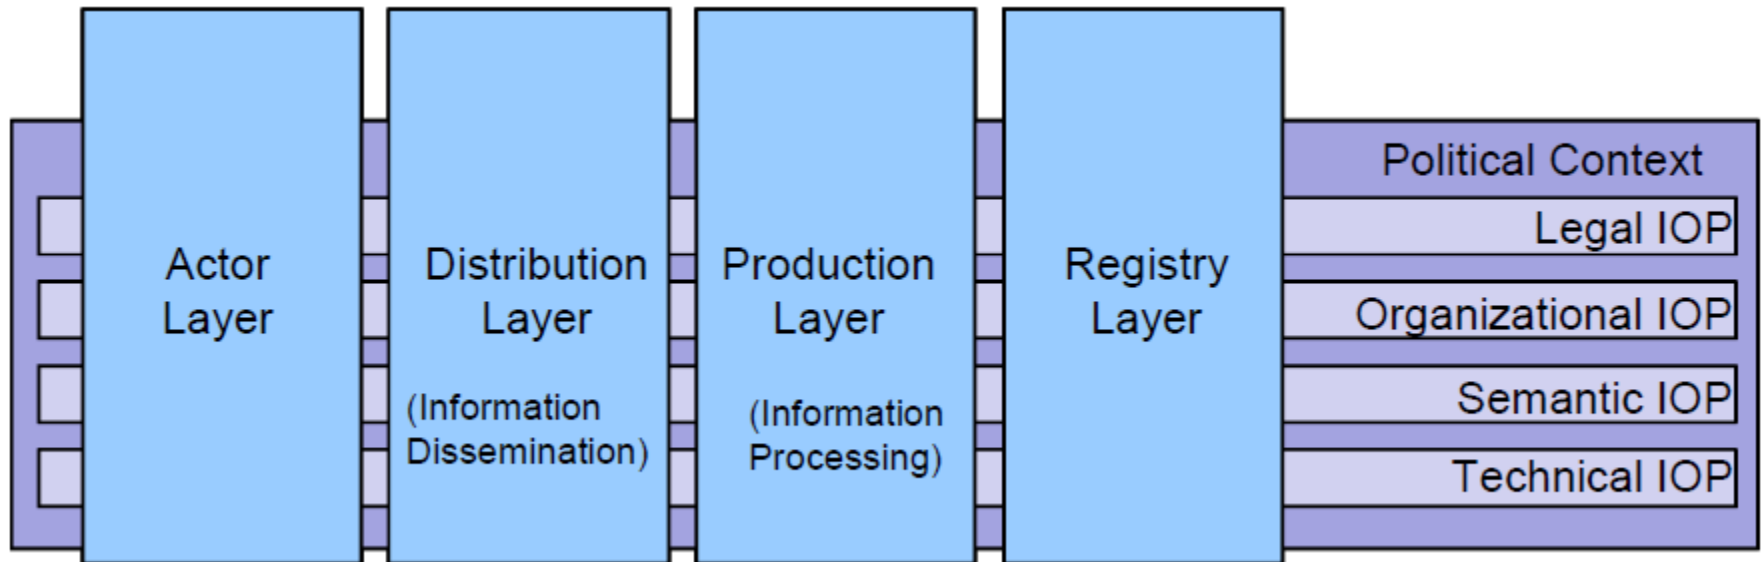 Actor
Layer
Distribution
Layer
(Information
Dissemination)
Production
Layer
(Information
Processing)
Registry
Layer
Political Context
Legal IOP
Organizational IOP
Semantic IOP
Technical IOP